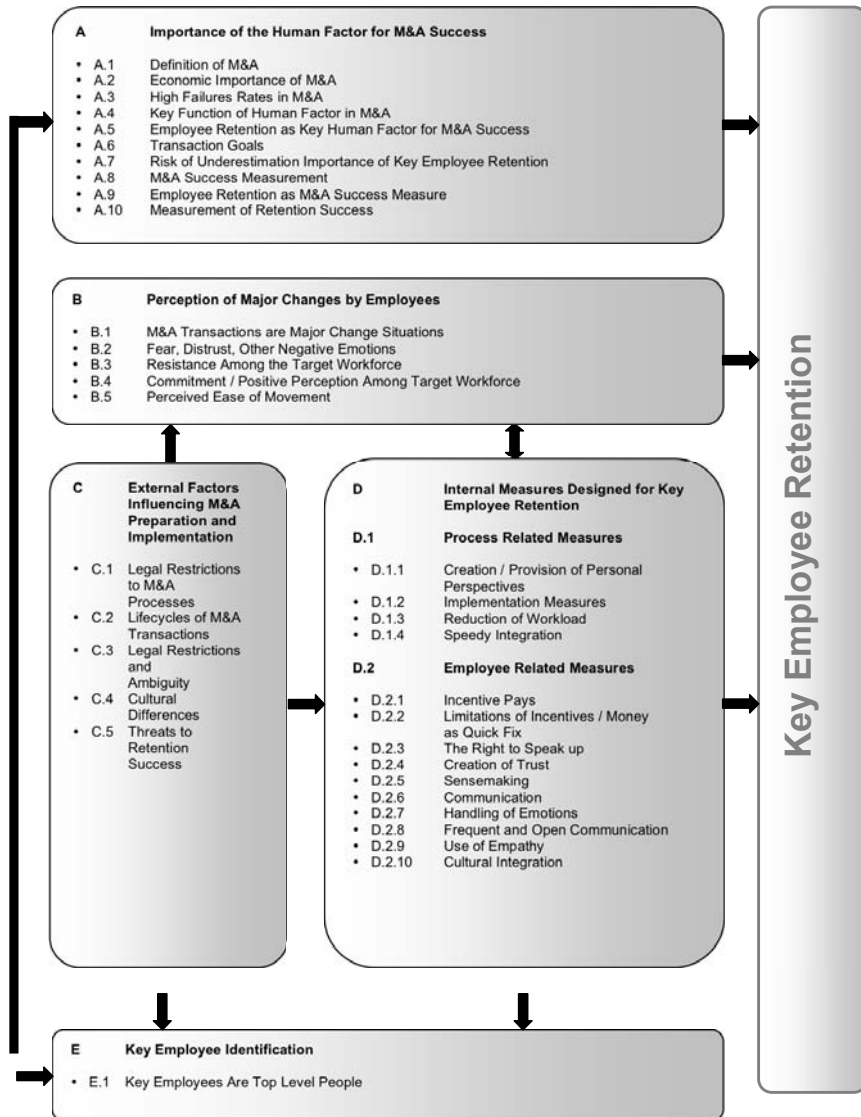 A Importance of the Human Factor for M&A Success
• A.1 Definition of M&A
• A.2 Economic Importance of M&A
• A.3 High Failures Rates in M&A
• A.4 Key Function of Human Factor in M&A
• A.5 Employee Retention as Key Human Factor for M&A Success
• A.6 Transaction Goals
• A.7 Risk of Underestimation Importance of Key Employee Retention
• A.8 M&A Success Measurement
• A.9 Employee Retention as M&A Success Measure
• A.10 Measurement of Retention Success
B Perception of Major Changes by Employees
• B.1 M&A Transactions are Major Change Situations
• B.2 Fear, Distrust, Other Negative Emotions
• B.3 Resistance Among the Target Workforce
• B.4 Commitment / Positive Perception Among Target Workforce
• B.5 Perceived Ease of Movement
C External Factors
Influencing M&A
Preparation and
Implementation
• C.1 Legal Restrictions
to M&A
Processes
• C.2 Lifecycles of M&A
Transactions
• C.3 Legal Restrictions
and
Ambiguity
• C.4 Cultural
Differences
• C.5 Threats to
Retention
Success
D Internal Measures Designed for Key
Employee Retention
D.1 Process Related Measures
• D.1.1 Creation / Provision of Personal
Perspectives
• D.1.2 Implementation Measures
• D.1.3 Reduction of Workload
• D.1.4 Speedy Integration
D.2 Employee Related Measures
• D.2.1 Incentive Pays
• D.2.2 Limitations of Incentives / Money
as Quick Fix
• D.2.3 The Right to Speak up
• D.2.4 Creation of Trust
• D.2.5 Sensemaking
• D.2.6 Communication
• D.2.7 Handling of Emotions
• D.2.8 Frequent and Open Communication
• D.2.9 Use of Empathy
• D.2.10 Cultural Integration
E Key Employee Identification
• E.1 Key Employees Are Top Level People
Key Employee Retention